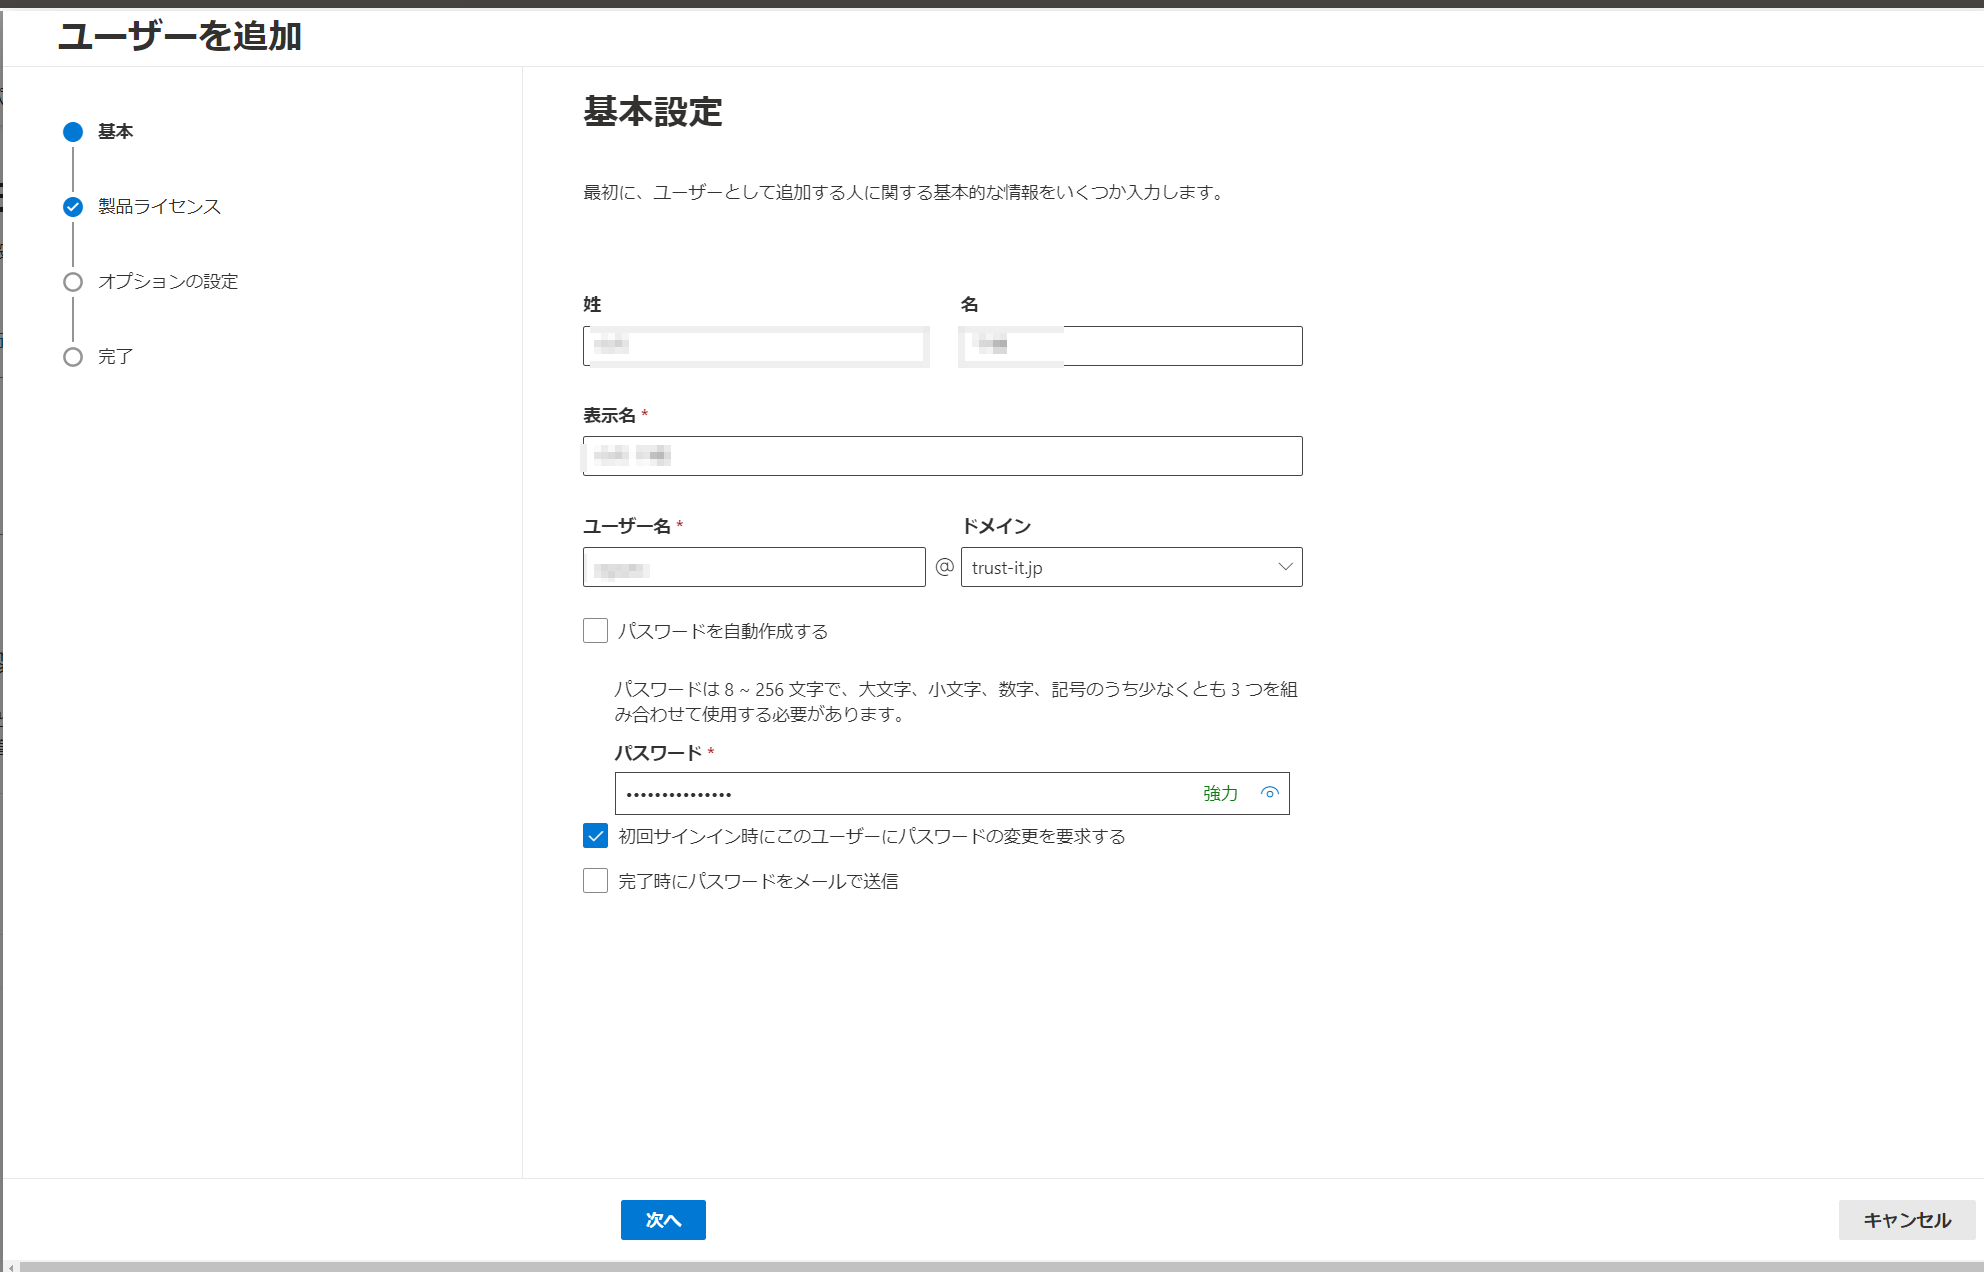 ユーザーを追加
基本
製品ライセンス
オプションの設定
完了
基本設定
最初に、ユーザーとして追加する人に関する基本的な情報をいくつか入力します。
姓
名
表示名 *
ユーザー名 *
ドメイン
@
trust-it.jp
パスワードを自動作成する
パスワードは 8 ~ 256 文字で、大文字、小文字、数字、記号のうち少なくとも 3 つを組
み合わせて使用する必要があります。
パスワード *
•••••••••••••••
強力
初回サインイン時にこのユーザーにパスワードの変更を要求する
完了時にパスワードをメールで送信
次へ
キャンセル